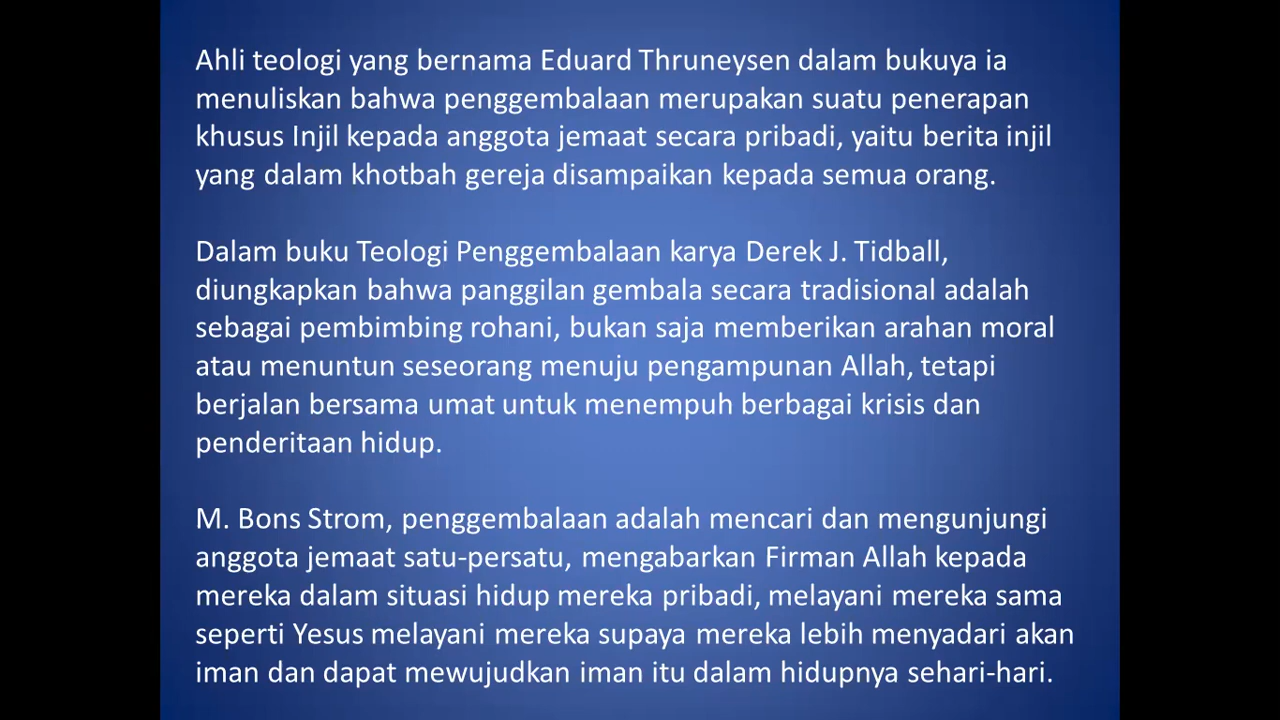 Ahli teologi yang bernama Eduard Thruneysen dalam bukuya ia
menuliskan bahwa penggembalaan merupakan suatu penerapan
khusus Injil kepada anggota jemaat secara pribadi, yaitu berita injil
yang dalam khotbah gereja disampaikan kepada semua orang.
Dalam buku Teologi Penggembalaan karya Derek J. Tidball,
diungkapkan bahwa panggilan gembala secara tradisional adalah
sebagai pembimbing rohani, bukan saja memberikan arahan moral
atau menuntun seseorang menuju pengampunan Allah, tetapi
berjalan bersama umat untuk menempuh berbagai krisis dan
penderitaan hidup.
M. Bons Strom, penggembalaan adalah mencari dan mengunjungi
anggota jemaat satu-persatu, mengabarkan Firman Allah kepada
mereka dalam situasi hidup mereka pribadi, melayani mereka sama
seperti Yesus melayani mereka supaya mereka lebih menyadari akan
iman dan dapat mewujudkan iman itu dalam hidupnya sehari-hari.